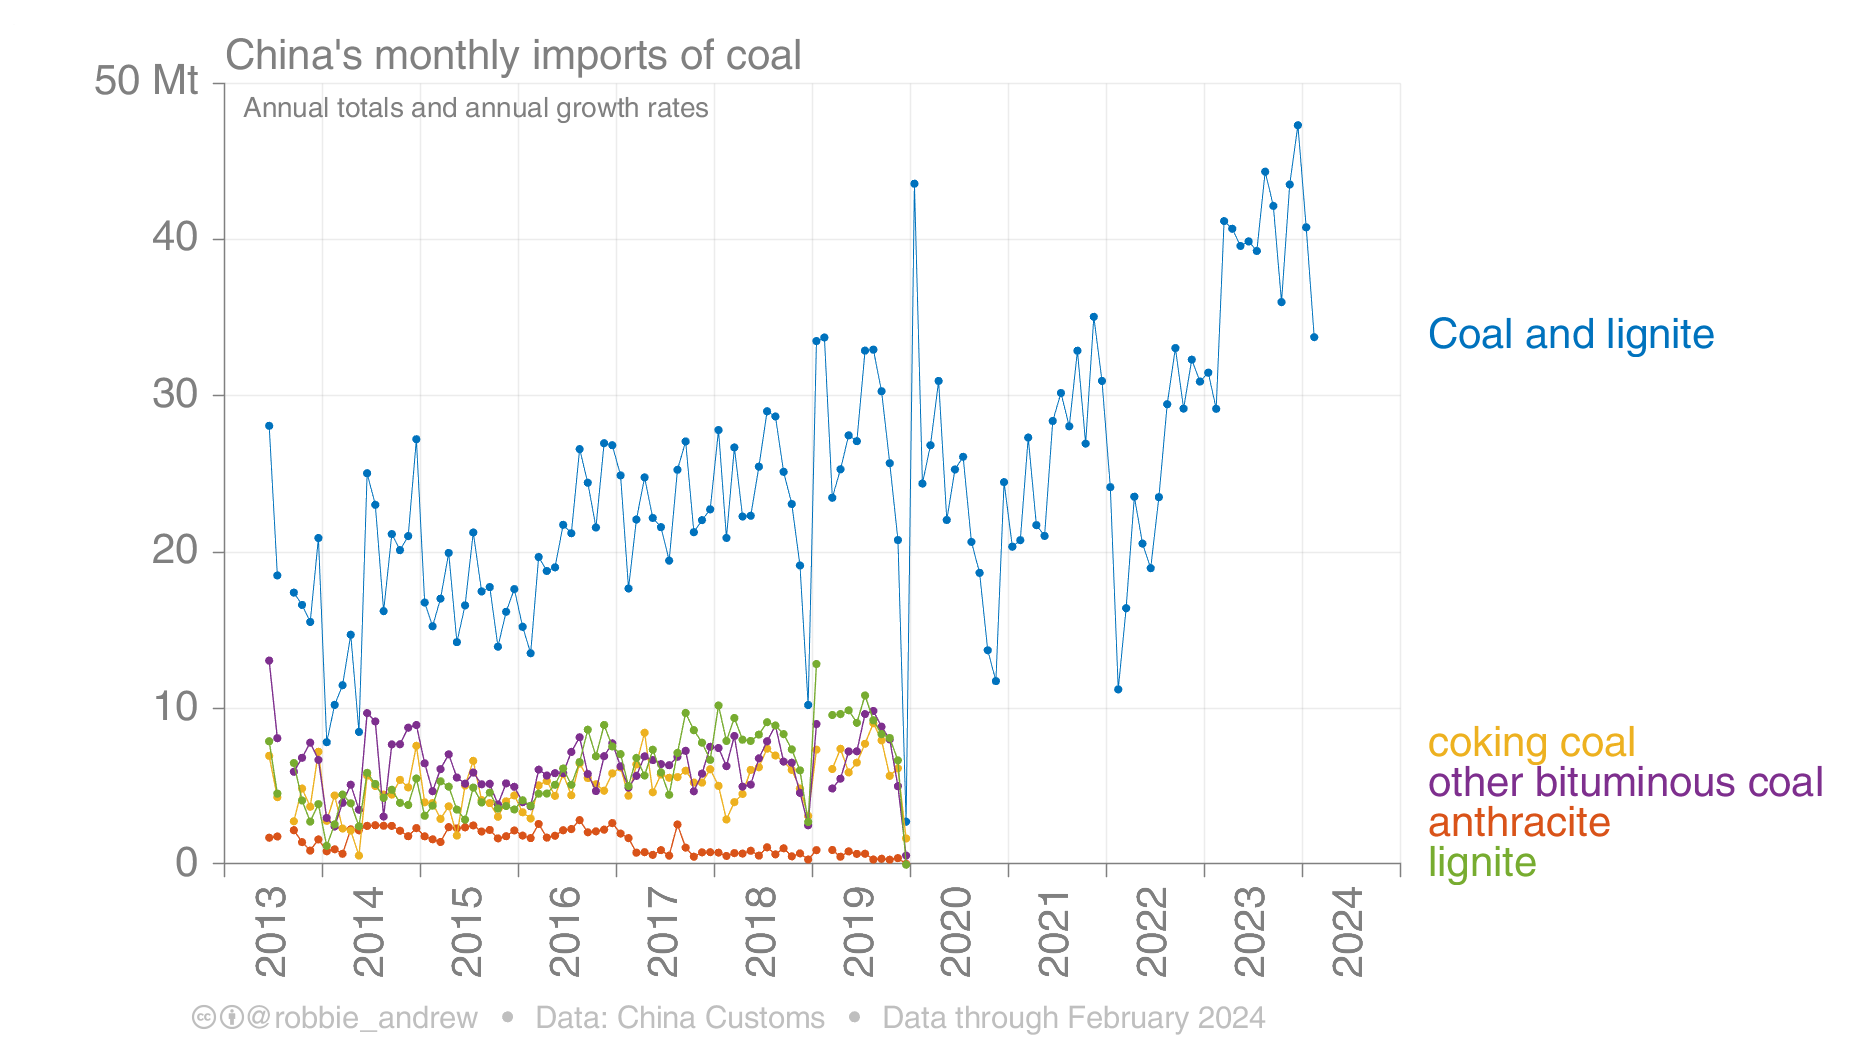 China's monthly imports of coal
50 Mt
Annual totals and annual growth rates
40
30
20
10
0
Coal and lignite
coking coal
other bituminous coal
anthracite
lignite
2013 2014 2015 2016 2017 2018 2019 2020 2021 2022 2023 2024
@robbie_andrew • Data: China Customs • Data through February 2024